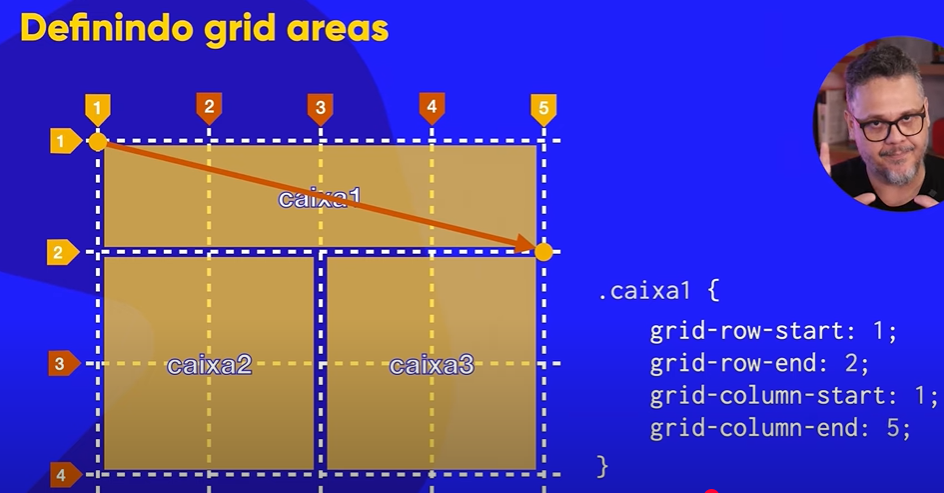 Definindo grid areas
1 2 3 4 5
1
caixa1
2
.caixa1 {
grid-row-start: 1;
3 caixa2 caixa3 grid-row-end: 2;
grid-column-start: 1;
grid-column-end: 5;
4 }